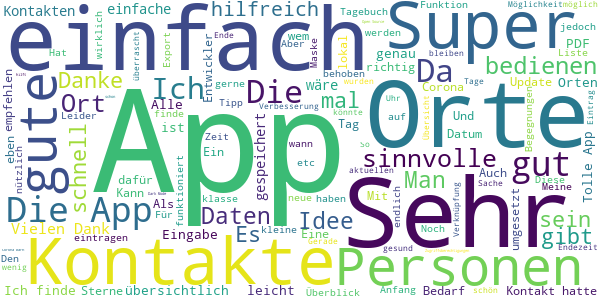 Kontakten
einfache
hilfreich
Tagebuch
Funktion
Möglichkeit
möglich
einfach
Super
Hat
wirklich
überrascht
Export
Ende
Aber
Entwickler
wem
Maske
lokal
werden
jedoch
PDF
Liste
genau
richtig
bleiben
behoben
bedienen
Danke
Ich
Da
Orten
empfehlen
gute
Ort
Die
mal
wäre
gerne
Tipp
Verbesserung
Corona
Update
Tage
Eintrag
Begegnungen
Übersicht
wurden
könnte
App
Orte
Alle
finde
ist
gespeichert
Tag
Uhr
auf
Und
Datum
Tolle App
Leider
eben
nützlich
schnell
Zeit
Ein
wann
etc
So
sinnvolle
gut
Auch
Diese
aktuellen
Sache
Meine
dafür
Kann
funktioniert
klasse
neue
haben
Man
Mit
endlich
Verknüpfung
umgesetzt
Die App
Als
Für
Daten
Idee
Sehr
sein
Vielen Dank
Es
kleine
Eine
Noch
gibt
eintragen
Eingabe
Gerade
gesund
Endezeit
Den
wenig
Kontakte
Personen
Ich finde
Sterne
übersichtlich
leicht
Überblick
Anfang
Bedarf
schön
Kontakt hatte